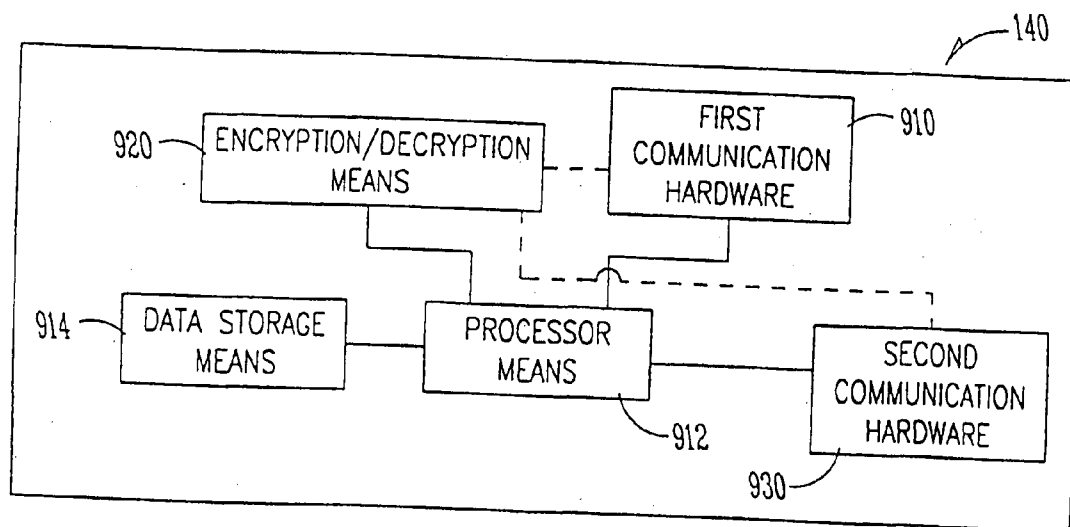 140
920
ENCRYPTION/DECRYPTION
MEANS
FIRST
COMMUNICATION
HARDWARE
910
914
DATA STORAGE
MEANS
PROCESSOR
MEANS
912
SECOND
COMMUNICATION
HARDWARE
930